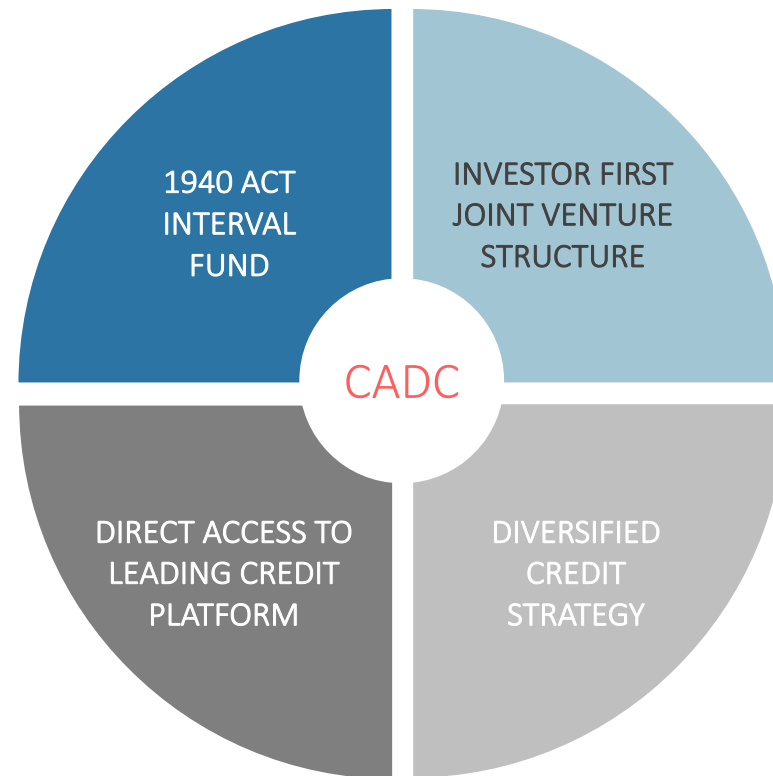 1940 ACT
INTERVAL
FUND
INVESTOR FIRST
JOINT VENTURE
STRUCTURE
CADC
DIRECT ACCESS TO
LEADING CREDIT
PLATFORM
DIVERSIFIED
CREDIT
STRATEGY